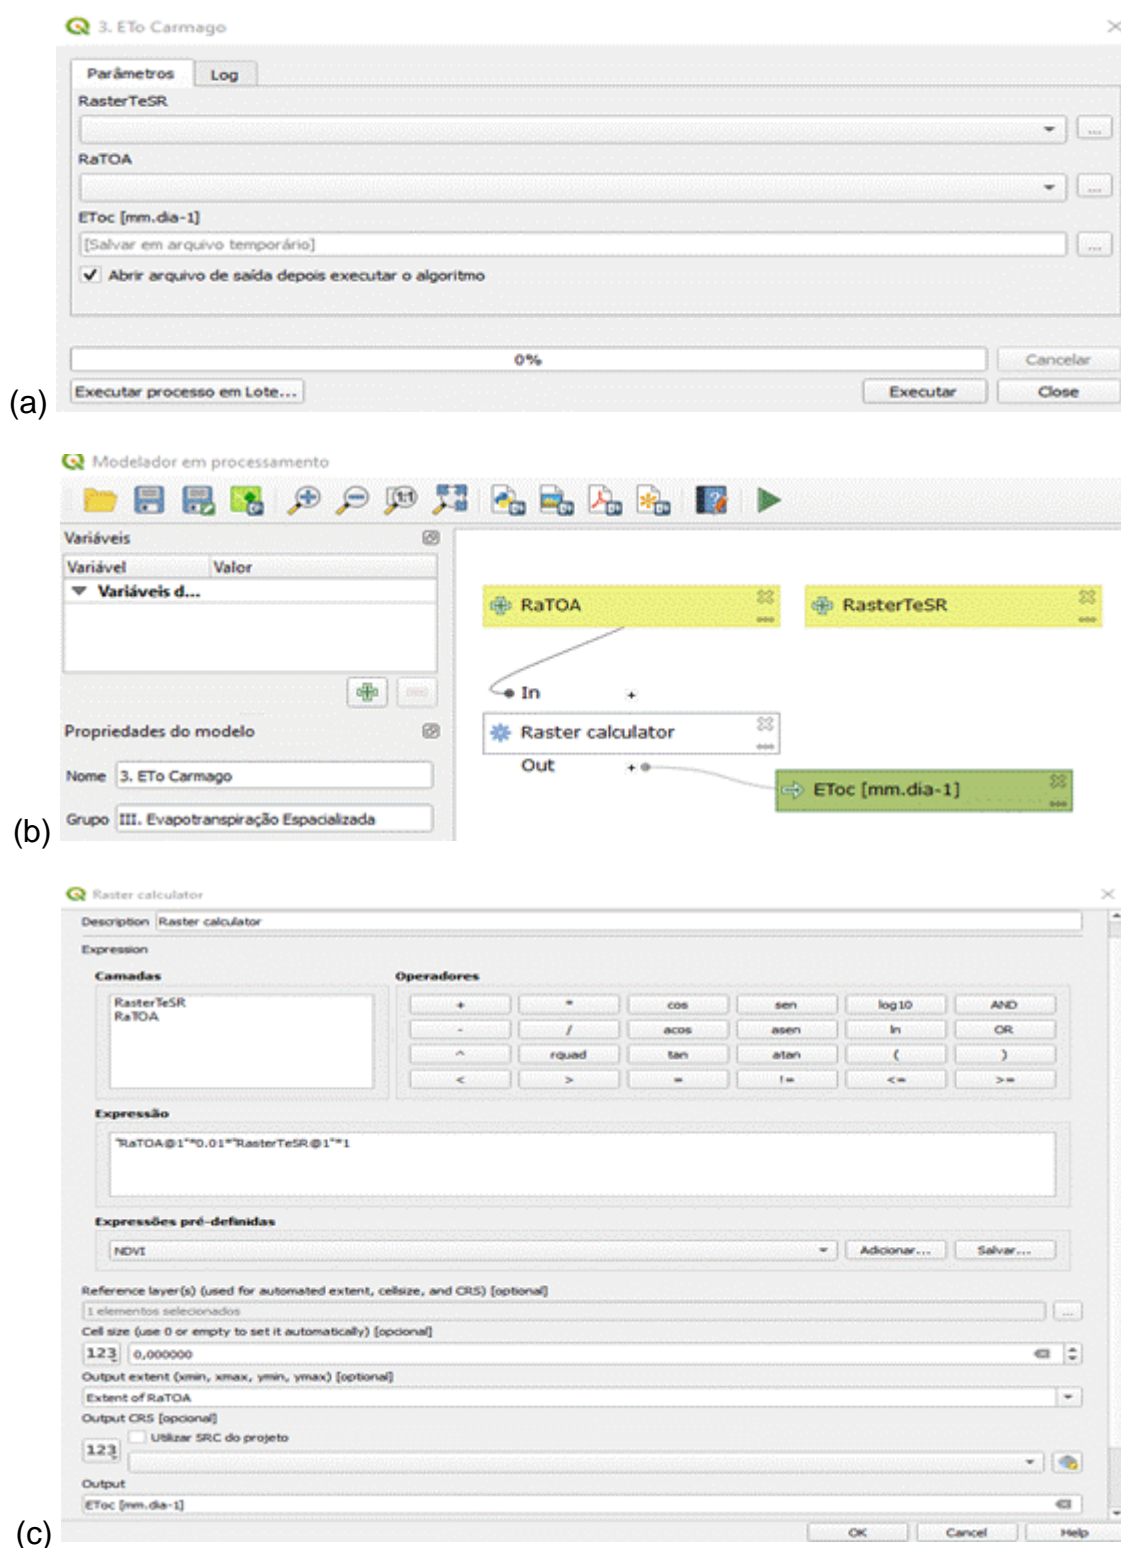 3. ETo Carmago
Parâmetros Log
RasterTeSR
...
RaTOA
...
EToc [mm.dia-1]
[Salvar em arquivo temporário] ...
Abrir arquivo de saída depois executar o algoritmo
0% Cancelar
(a) Executar processo em Lote... Executar Close
Modelador em processamento
1:1
Variáveis
Variável Valor
Variáveis d...
RaTOA RasterTeSR
In +
Propriedades do modelo Raster calculator
Out +
Nome 3. ETo Carmago EToc [mm.dia-1]
(b) Grupo III. Evapotranspiração Espacializada
Raster calculator
Description Raster calculator
Expression
Camadas Operadores
RasterTeSR + * cos sen log10 AND
RaTOA
- / acos asen ln OR
^ rquad tan atan ( )
< > = != <= >=
Expressão
"RaTOA@1"*0.01*"RasterTeSR@1"*1
Expressões pré-definidas
NDVI Adicionar... Salvar...
Reference layer(s) (used for automated extent, cellsize, and CRS) [optional]
1 elementos selecionados ...
Cell size (use 0 or empty to set it automatically) [opcional]
123 0,000000
Output extent (xmin, xmax, ymin, ymax) [optional]
Extent of RaTOA
Output CRS [opcional]
Utilizar SRC do projeto
123
Output
EToc [mm.dia-1]
(c) OK Cancel Help